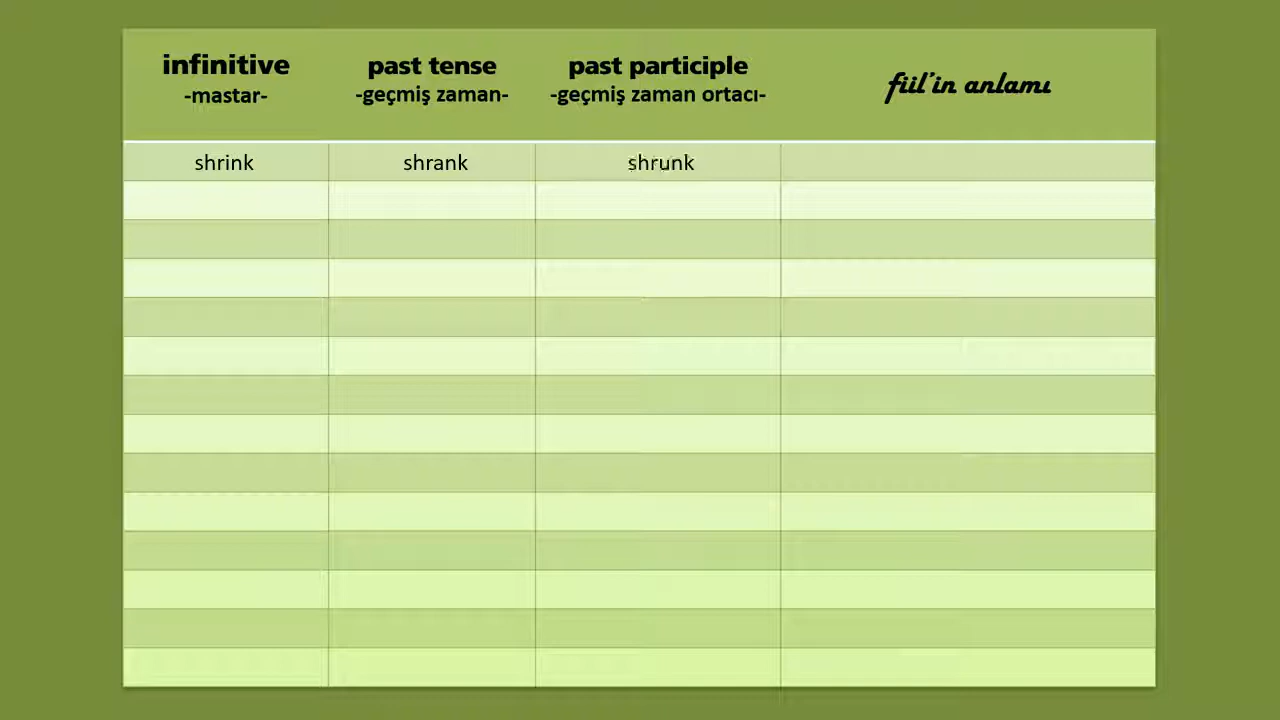 infinitive
-mastar-
past tense
-geçmiş zaman-
past participle
-geçmiş zaman ortacı-
fiil'in anlamı
shrink shrank shrunk